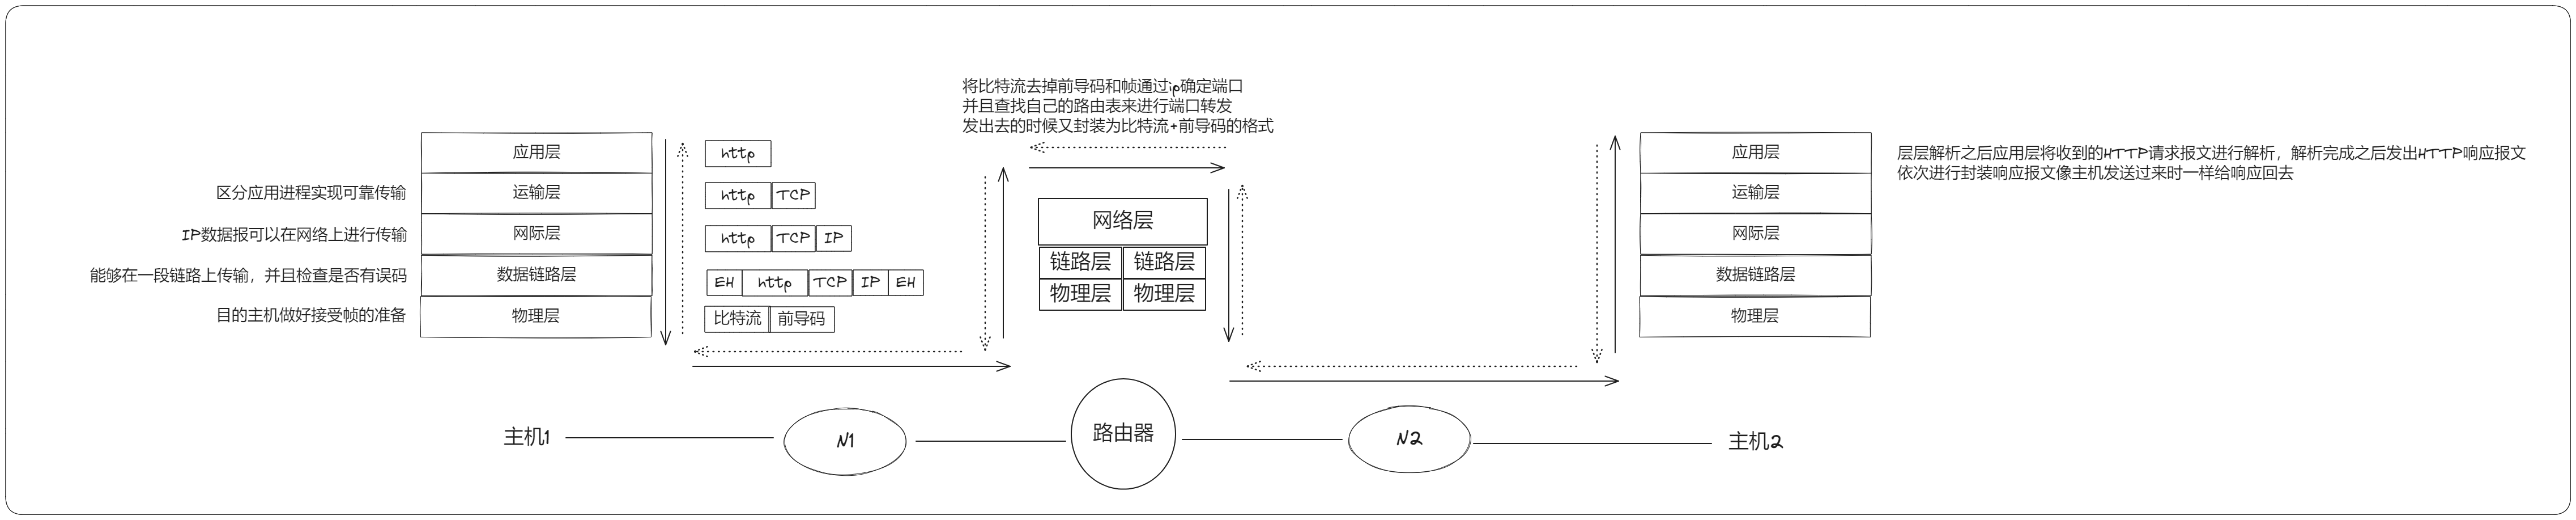 将比特流去掉前导码和帧通过ip确定端口
并且查找自己的路由表来进行端口转发
发出去的时候又封装为比特流+前导码的格式
应用层
运输层
网际层
数据链路层
物理层
区分应用进程实现可靠传输
IP数据报可以在网络上进行传输
能够在一段链路上传输，并且检查是否有误码
目的主机做好接受帧的准备
http
http TCP
http TCP IP
EH http TCP IP EH
比特流 前导码
网络层
链路层 链路层
物理层 物理层
应用层
运输层
网际层
数据链路层
物理层
层层解析之后应用层将收到的HTTP请求报文进行解析，解析完成之后发出HTTP响应报文
依次进行封装响应报文像主机发送过来时一样给响应回去
主机1
N1
路由器
N2
主机2